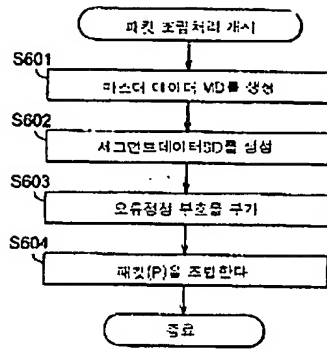 패킷 조립처리 개시
S601
마스터 데이터 MD를 생성
S602
세그먼트데이터SD를 생성
S603
오류정정 부호를 부가
S604
패킷(P)을 조립한다
종료